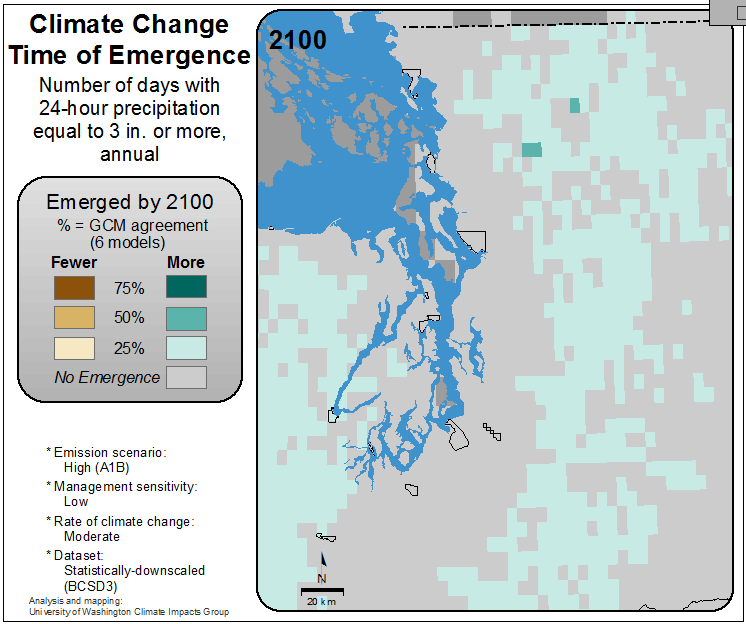 Climate Change
Time of Emergence
Number of days with
24-hour precipitation
equal to 3 in. or more,
annual
Emerged by 2100
% = GCM agreement
(6 models)
Fewer More
75%
50%
25%
No Emergence
* Emission scenario:
High (A1B)
* Management sensitivity:
Low
* Rate of climate change:
Moderate
* Dataset:
Statistically-downscaled
(BCSD3)
Analysis and mapping:
University of Washington Climate Impacts Group
2100
N
20 km